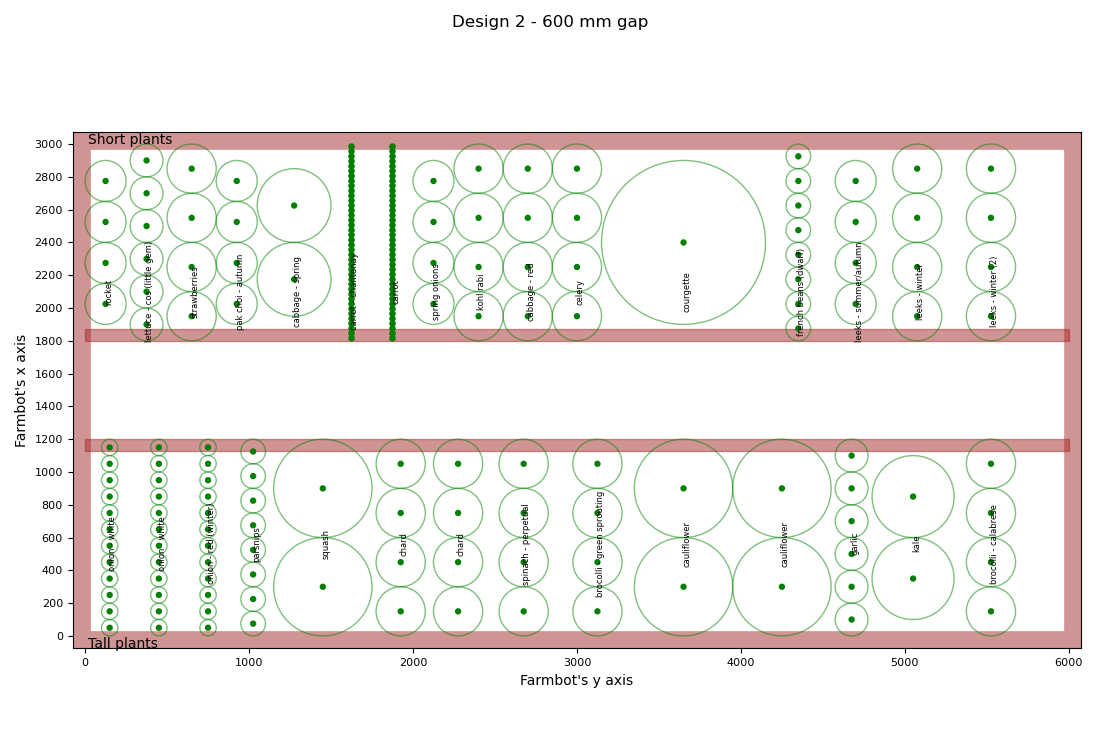 Design 2 - 600 mm gap
Short plants
3000
2800
2600
2400
2200
2000
1800
1600
1400
1200
1000
800
600
400
200
0
Farmbot's x axis
rocket
lettuce - cos (little gem)
strawberries
pak choi - autumn
cabbage - spring
carrot
spring onions
kohl rabi
cabbage - red
celery
courgette
french beans (dwarf)
leeks - summer/autumn
leeks - winter
leeks - winter (2)
onion - white
onion - white
onion - red (winter)
parsnips
squash
chard
chard
spinach - perpetual
brocolli - green sprouting
cauliflower
cauliflower
garlic
kale
brocolli - calabrese
Tall plants
0
1000
2000
3000
4000
5000
6000
Farmbot's y axis